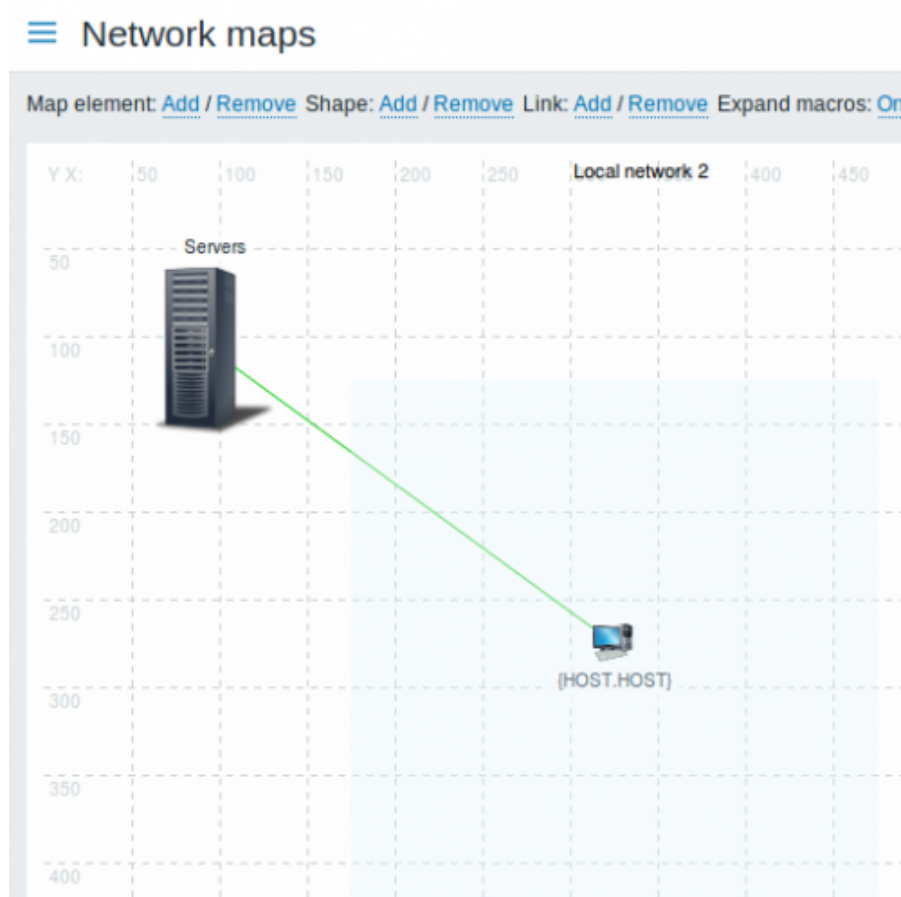 Network maps
Map element: Add / Remove Shape: Add / Remove Link: Add / Remove Expand macros: On
Y X: 50 100 150 200 250 Local network 2 400 450
Servers
50
100
150
200
250
{HOST.HOST}
300
350
400